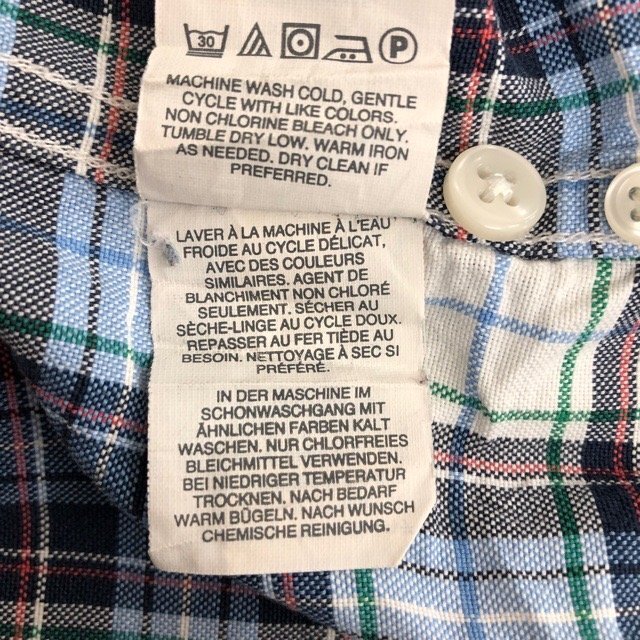 30 P
MACHINE WASH COLD, GENTLE
CYCLE WITH LIKE COLORS.
NON CHLORINE BLEACH ONLY.
TUMBLE DRY LOW. WARM IRON
AS NEEDED. DRY CLEAN IF
PREFERRED.
LAVER À LA MACHINE À L'EAU
FROIDE AU CYCLE DÉLICAT,
AVEC DES COULEURS
SIMILAIRES. AGENT DE
BLANCHIMENT NON CHLORÉ
SEULEMENT. SÉCHER AU
SÈCHE-LINGE AU CYCLE DOUX.
REPASSER AU FER TIÈDE AU
BESOIN. NETTOYAGE À SEC SI
PRÉFÉRÉ.
IN DER MASCHINE IM
SCHONWASCHGANG MIT
ÄHNLICHEN FARBEN KALT
WASCHEN. NUR CHLORFREIES
BLEICHMITTEL VERWENDEN.
BEI NIEDRIGER TEMPERATUR
TROCKNEN. NACH BEDARF
WARM BÜGELN. NACH WUNSCH
CHEMISCHE REINIGUNG.